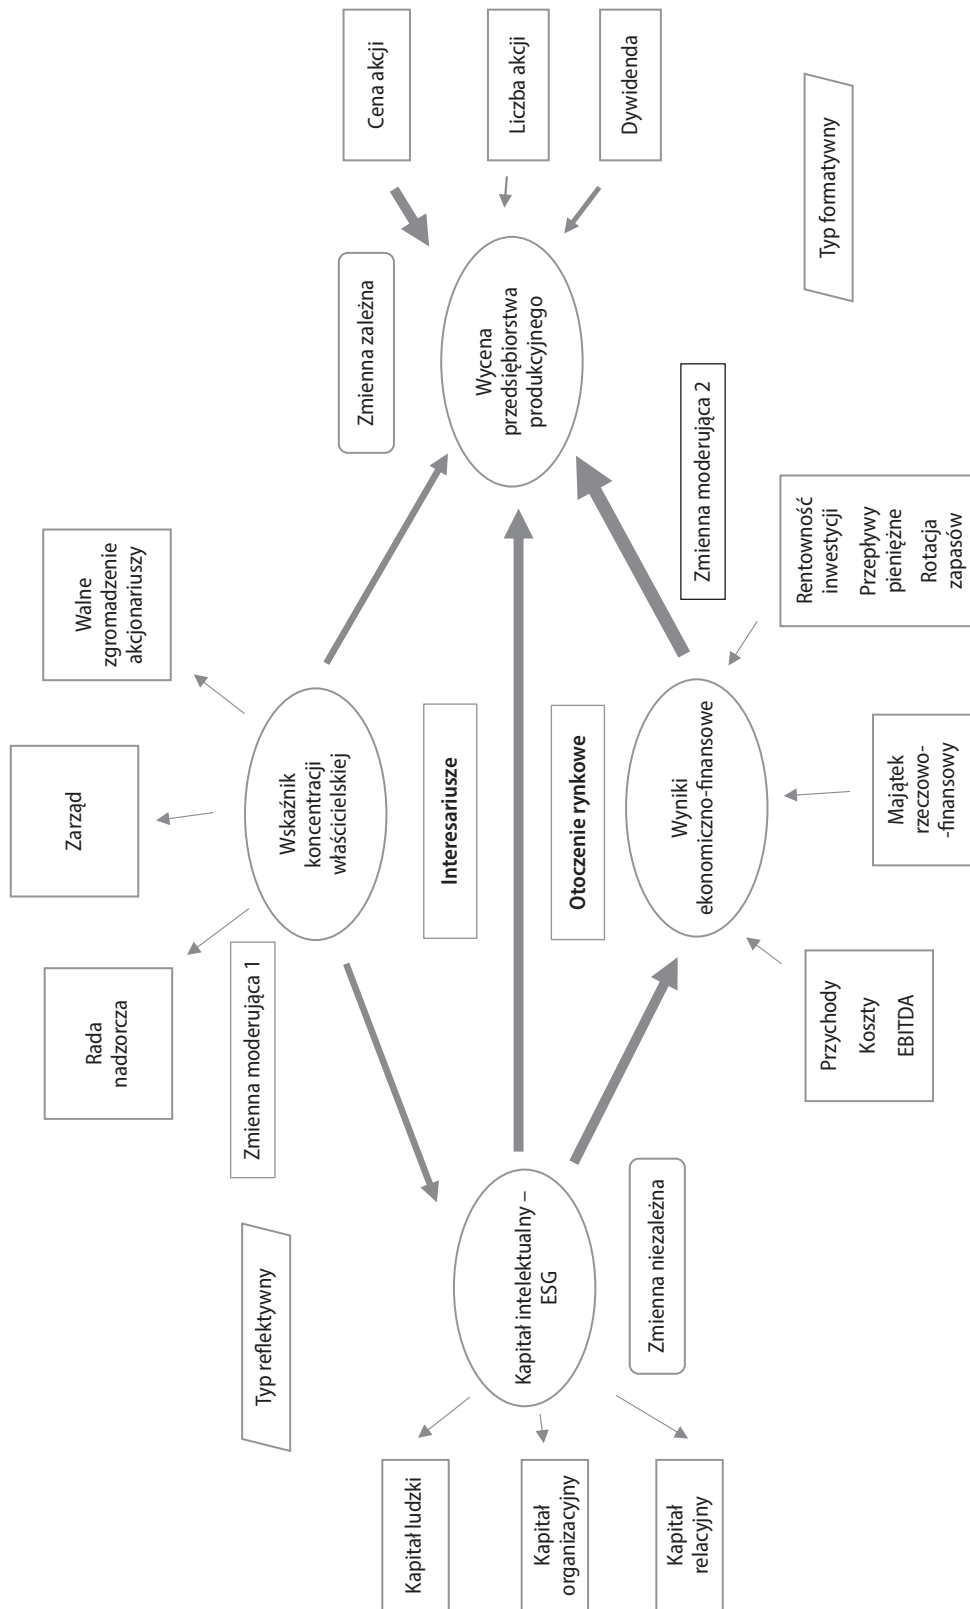 Zarząd
Rada
nadzorcza
Walne
zgromadzenie
akcjonariuszy
Typ reflektywny
Zmienna moderująca 1
Wskaźnik
koncentracji
właścicielskiej
Zmienna zależna
Cena akcji
Kapitał ludzki
Interesariusze
Kapitał
organizacyjny
Kapitał intelektualny –
ESG
Wycena
przedsiębiorstwa
produkcyjnego
Liczba akcji
Otoczenie rynkowe
Dywidenda
Kapitał
relacyjny
Zmienna niezależna
Wyniki
ekonomiczno-finansowe
Zmienna moderująca 2
Typ formatywny
Przychody
Koszty
EBITDA
Majątek
rzeczowo-
-finansowy
Rentowność
inwestycji
Przepływy
pieniężne
Rotacja
zapasów